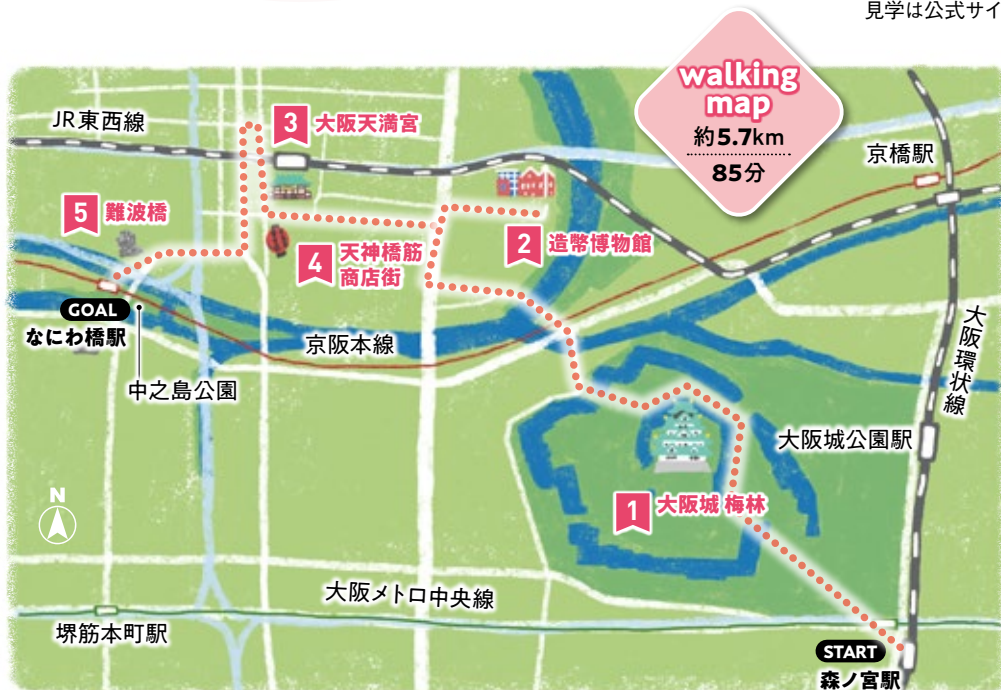 見学は公式サイ
walking
map
約5.7km
85分
JR東西線
3 大阪天満宮
京橋駅
5 難波橋
4 天神橋筋
商店街
2 造幣博物館
GOAL
なにわ橋駅
京阪本線
大阪環状線
中之島公園
大阪城公園駅
N
1 大阪城 梅林
大阪メトロ中央線
堺筋本町駅
START
森ノ宮駅